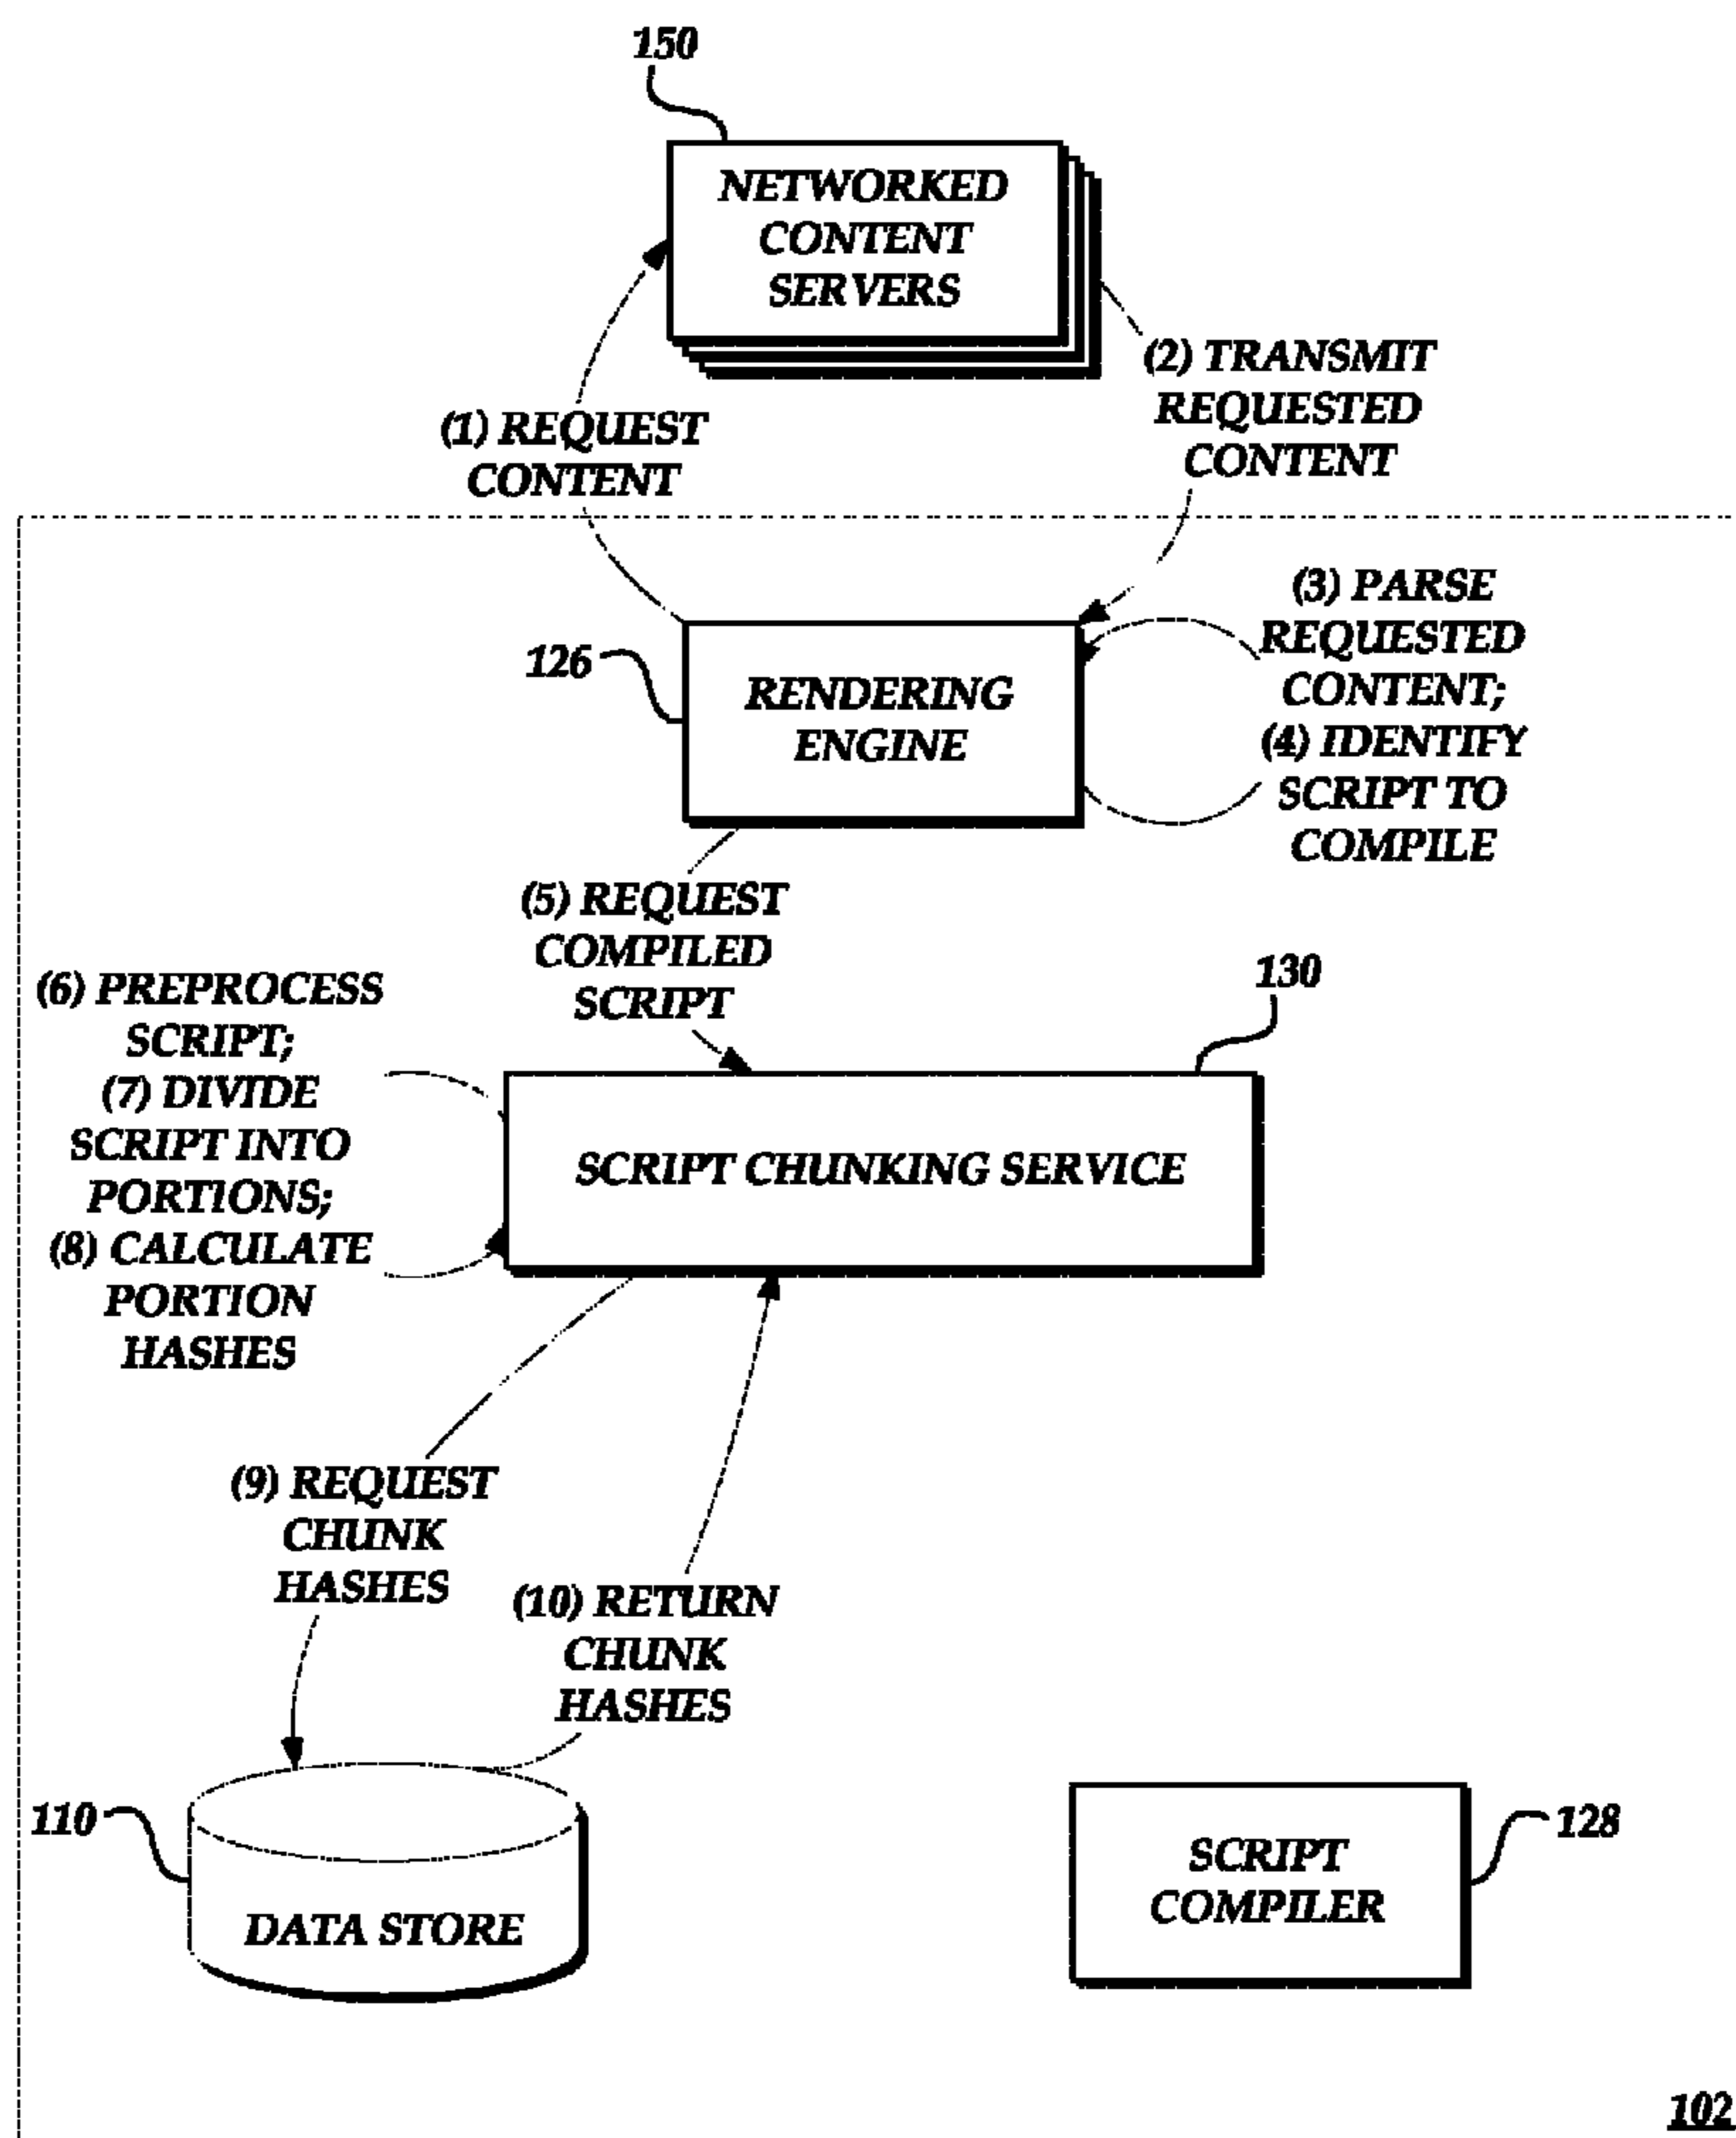 150
NETWORKED
CONTENT
SERVERS
(1) REQUEST
CONTENT
(2) TRANSMIT
REQUESTED
CONTENT
(3) PARSE
REQUESTED
CONTENT;
(4) IDENTIFY
SCRIPT TO
COMPILE
126
RENDERING
ENGINE
(5) REQUEST
COMPILED
SCRIPT
130
(6) PREPROCESS
SCRIPT;
(7) DIVIDE
SCRIPT INTO
PORTIONS;
(8) CALCULATE
PORTION
HASHES
SCRIPT CHUNKING SERVICE
(9) REQUEST
CHUNK
HASHES
(10) RETURN
CHUNK
HASHES
110
DATA STORE
SCRIPT
COMPILER
128
102